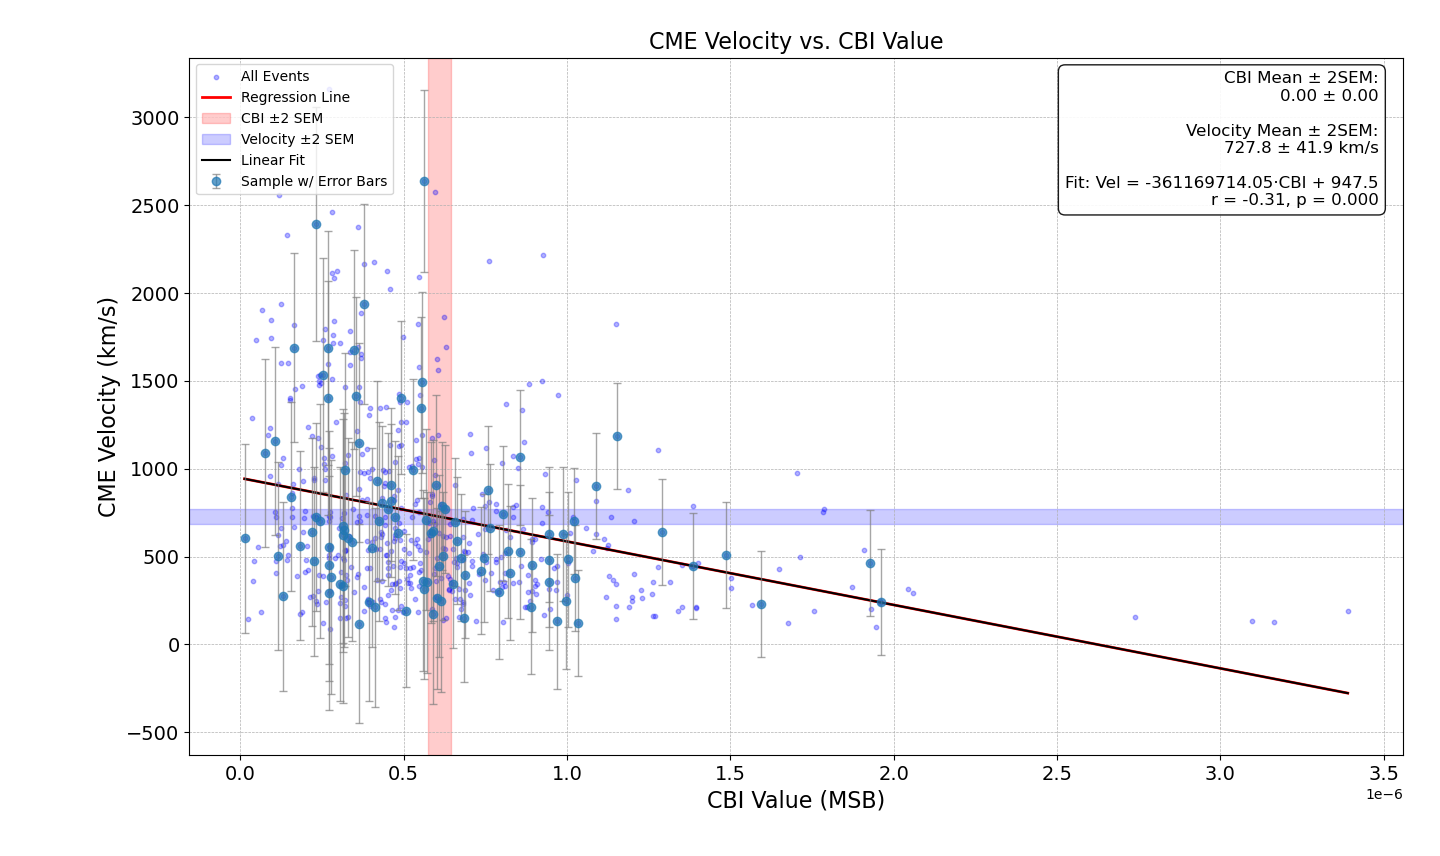 CME Velocity vs. CBI Value
All Events
Regression Line
CBI ±2 SEM
Velocity ±2 SEM
Linear Fit
Sample w/ Error Bars
CBI Mean ± 2SEM:
0.00 ± 0.00
Velocity Mean ± 2SEM:
727.8 ± 41.9 km/s
Fit: Vel = -361169714.05·CBI + 947.5
r = -0.31, p = 0.000
CME Velocity (km/s)
3000
2500
2000
1500
1000
500
0
−500
0.0 0.5 1.0 1.5 2.0 2.5 3.0 3.5
1e−6
CBI Value (MSB)